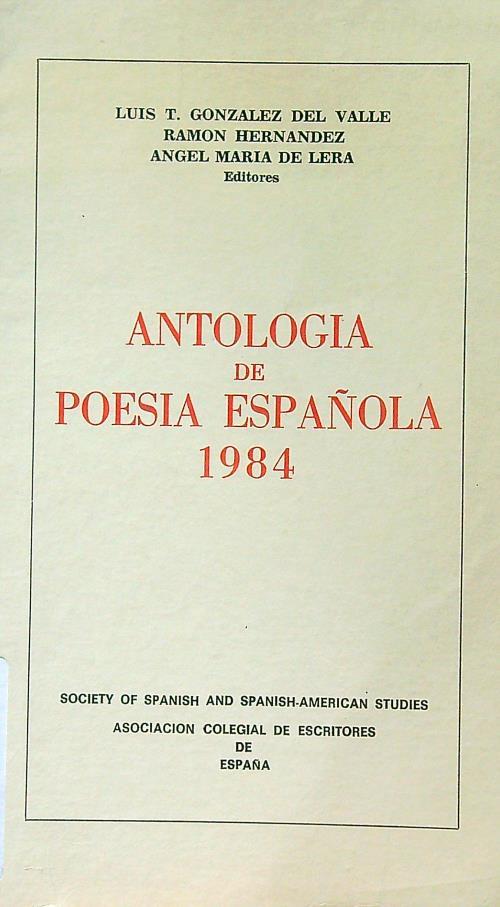 LUIS T. GONZALEZ DEL VALLE
RAMON HERNANDEZ
ANGEL MARIA DE LERA
Editores
ANTOLOGIA
DE
POESIA ESPAÑOLA
1984
SOCIETY OF SPANISH AND SPANISH-AMERICAN STUDIES
ASOCIACION COLEGIAL DE ESCRITORES
DE
ESPAÑA